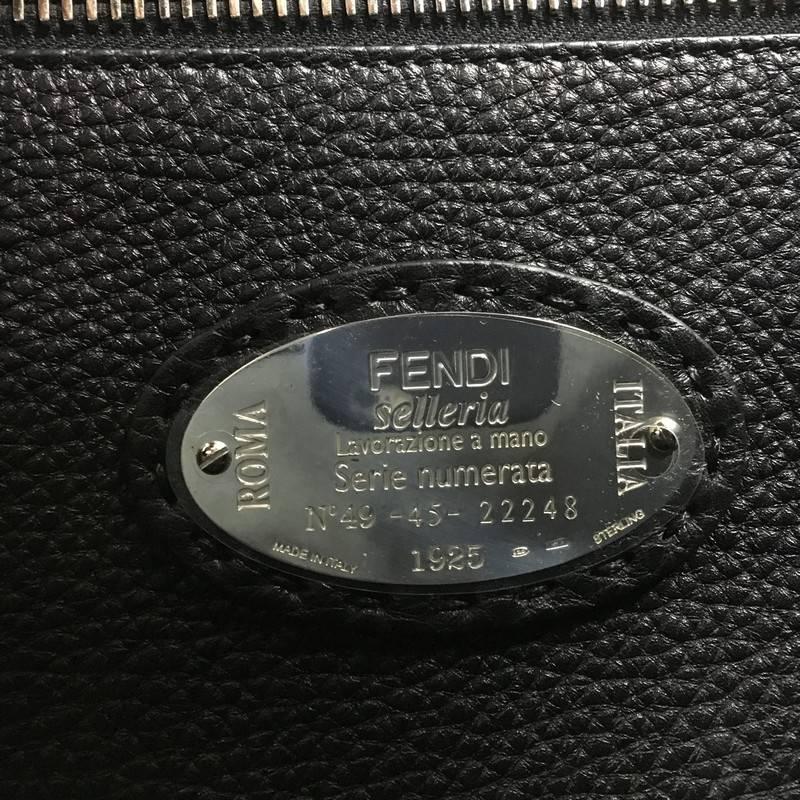 FENDI
selleria
Lavorazione a mano
Serie numerata
N°49 -45- 22248
1925
ROMA
ITALIA
MADE IN ITALY
STERLING